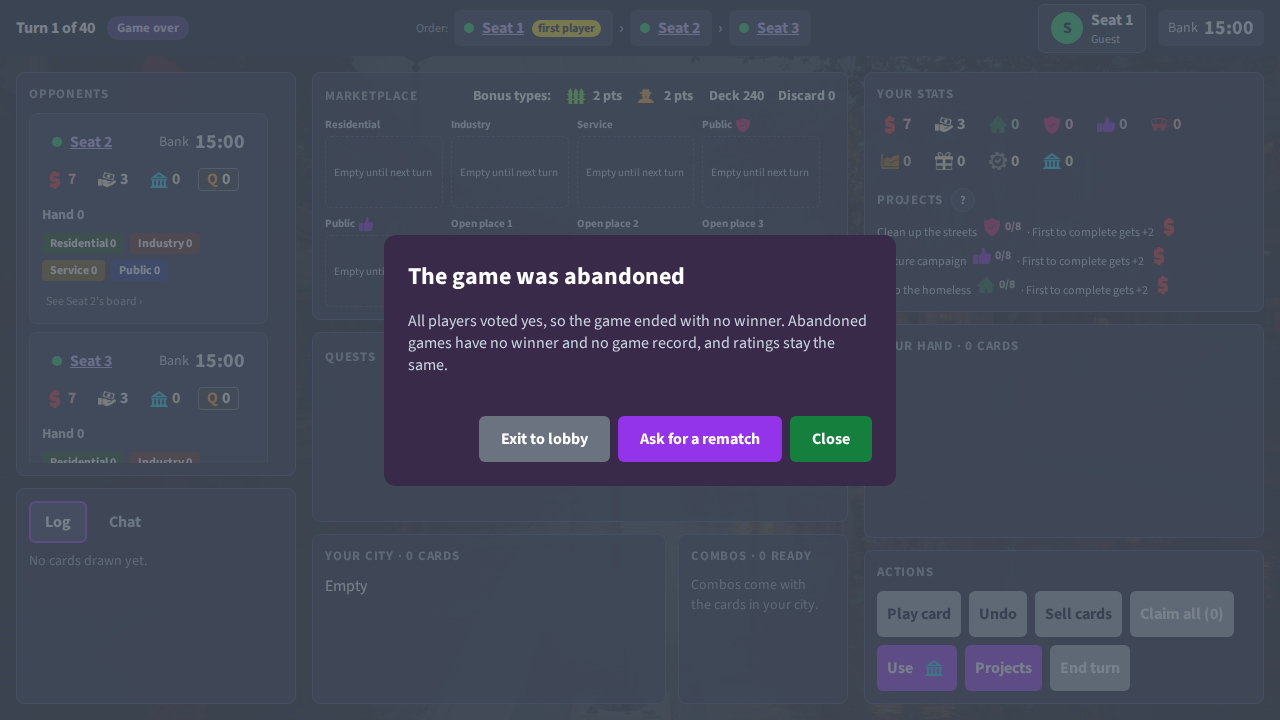 Turn 1 of 40 Game over Order: Seat 1 first player › Seat 2 › Seat 3 S Seat 1 Guest Bank 15:00
OPPONENTS
Seat 2 Bank 15:00
7 3 0 Q 0
Hand 0
Residential 0 Industry 0
Service 0 Public 0
See Seat 2's board ›
Seat 3 Bank 15:00
7 3 0 Q 0
Hand 0
Residential 0 Industry 0
Log Chat
No cards drawn yet.
MARKETPLACE Bonus types: 2 pts 2 pts Deck 240 Discard 0
Residential Industry Service Public
Empty until next turn Empty until next turn Empty until next turn Empty until next turn
Public Open place 1 Open place 2 Open place 3
Empty unti
QUESTS
The game was abandoned
All players voted yes, so the game ended with no winner. Abandoned
games have no winner and no game record, and ratings stay the
same.
Exit to lobby Ask for a rematch Close
YOUR CITY · 0 CARDS
Empty
COMBOS · 0 READY
Combos come with
the cards in your city.
YOUR STATS
7 3 0 0 0 0
0 0 0 0
PROJECTS ?
Clean up the streets 0/8 · First to complete gets +2
ture campaign 0/8 · First to complete gets +2
the homeless 0/8 · First to complete gets +2
UR HAND · 0 CARDS
ACTIONS
Play card Undo Sell cards Claim all (0)
Use Projects End turn